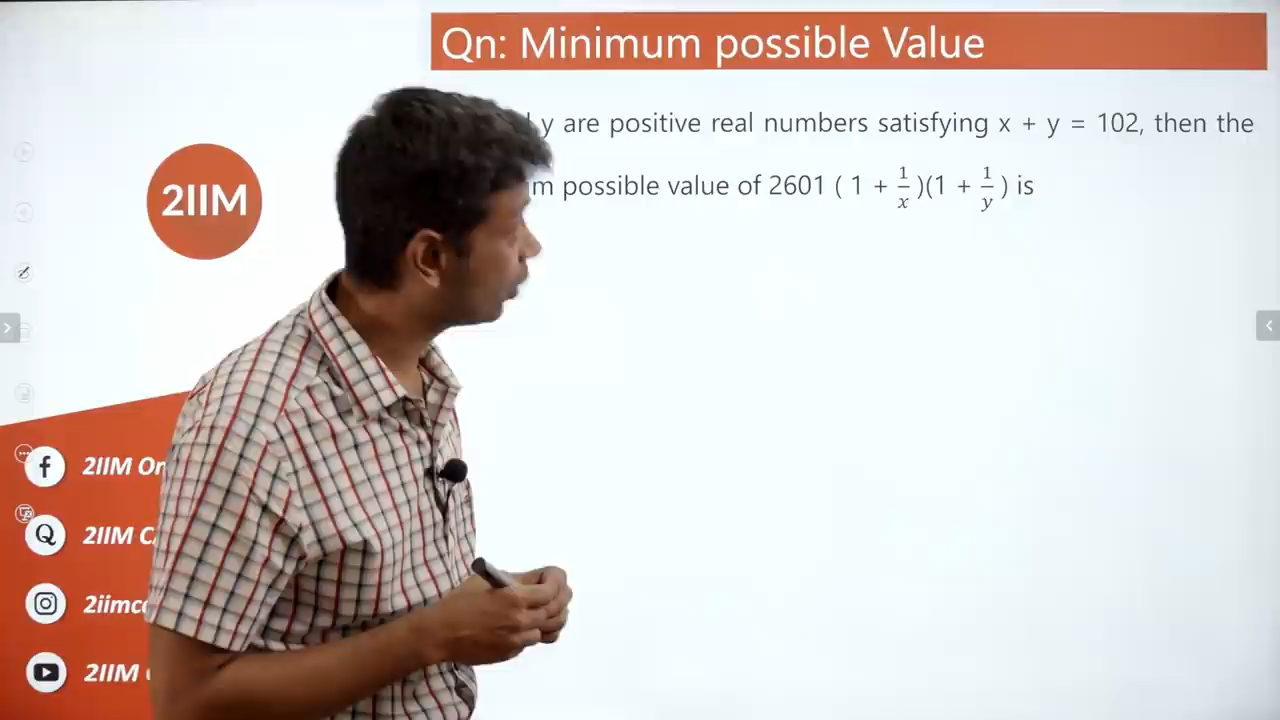 Qn: Minimum possible Value
y are positive real numbers satisfying x + y = 102, then the
possible value of 2601 ( 1 + 1/x )(1 + 1/y ) is
2IIM
f 2IIM
Q 2IIM
2IIM